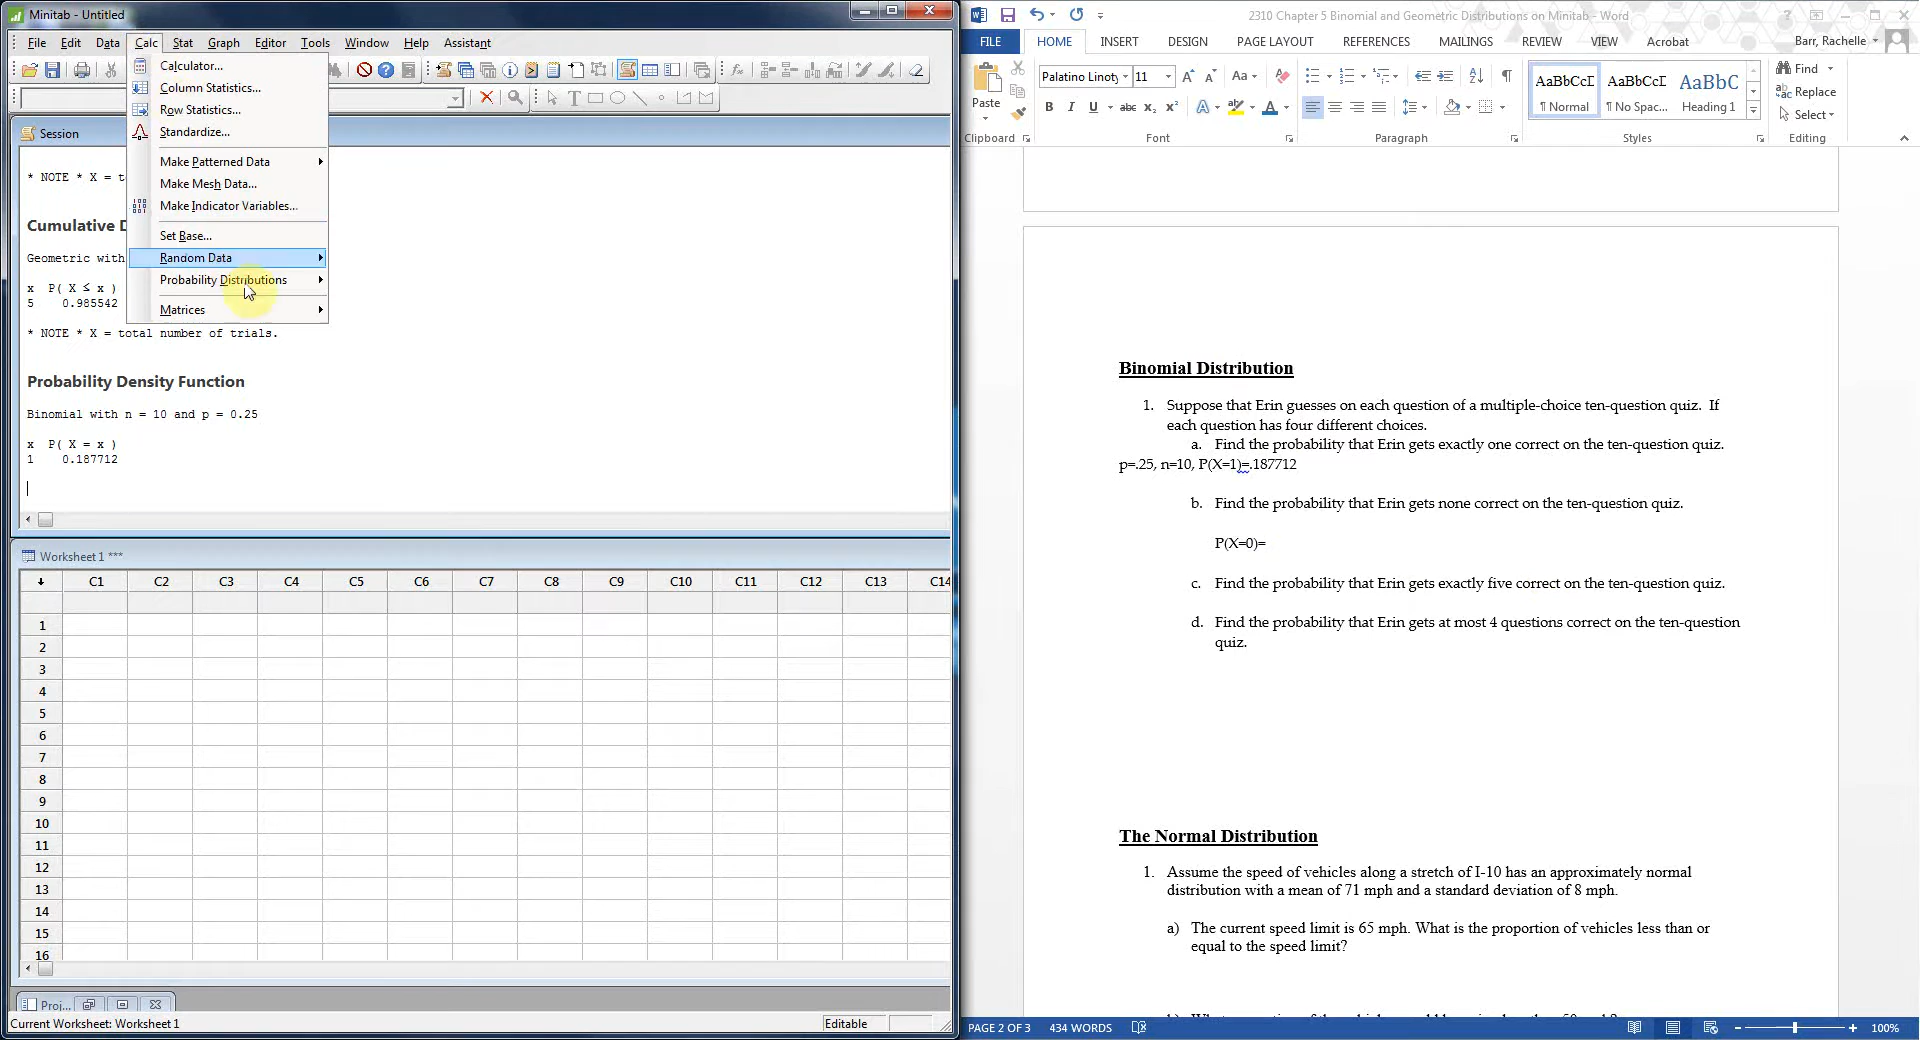 Minitab - Untitled
File Edit Data Calc Stat Graph Editor Tools Window Help Assistant
Calculator...
Column Statistics...
Row Statistics...
Standardize...
Make Patterned Data
Make Mesh Data...
Make Indicator Variables...
Set Base...
Random Data
Probability Distributions
Matrices
Session
* NOTE * X = t
Cumulative D
Geometric with
x P( X ≤ x )
5 0.985542
* NOTE * X = total number of trials.
Probability Density Function
Binomial with n = 10 and p = 0.25
x P( X = x )
1 0.187712
Worksheet 1 ***
C1 C2 C3 C4 C5 C6 C7 C8 C9 C10 C11 C12 C13 C14
1
2
3
4
5
6
7
8
9
10
11
12
13
14
15
16
Proj...
Current Worksheet: Worksheet 1
Editable
2310 Chapter 5 Binomial and Geometric Distributions on Minitab - Word
FILE HOME INSERT DESIGN PAGE LAYOUT REFERENCES MAILINGS REVIEW VIEW Acrobat Barr, Rachelle
Paste
Palatino Linoty 11
B I U abc x₂ x²
AaBbCcD AaBbCcD AaBbC
¶ Normal ¶ No Spac... Heading 1
Find
Replace
Select
Clipboard Font Paragraph Styles Editing
Binomial Distribution
1. Suppose that Erin guesses on each question of a multiple-choice ten-question quiz. If
each question has four different choices.
a. Find the probability that Erin gets exactly one correct on the ten-question quiz.
p=.25, n=10, P(X=1)=.187712
b. Find the probability that Erin gets none correct on the ten-question quiz.
P(X=0)=
c. Find the probability that Erin gets exactly five correct on the ten-question quiz.
d. Find the probability that Erin gets at most 4 questions correct on the ten-question
quiz.
The Normal Distribution
1. Assume the speed of vehicles along a stretch of I-10 has an approximately normal
distribution with a mean of 71 mph and a standard deviation of 8 mph.
a) The current speed limit is 65 mph. What is the proportion of vehicles less than or
equal to the speed limit?
PAGE 2 OF 3 434 WORDS
100%